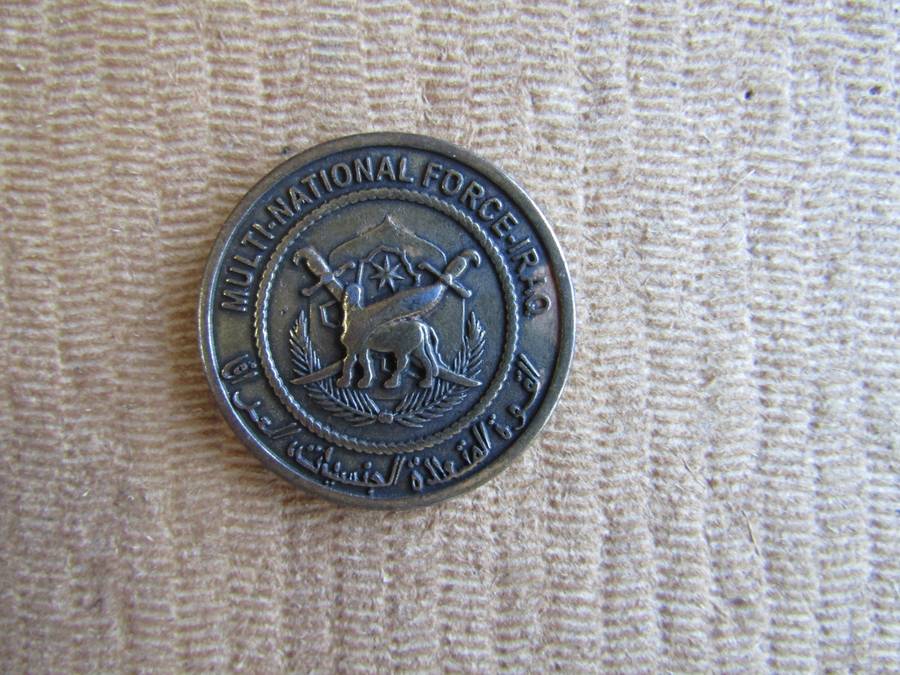 MULTI-NATIONAL FORCE-IRAQ
القوة المتعددة الجنسيات العراق